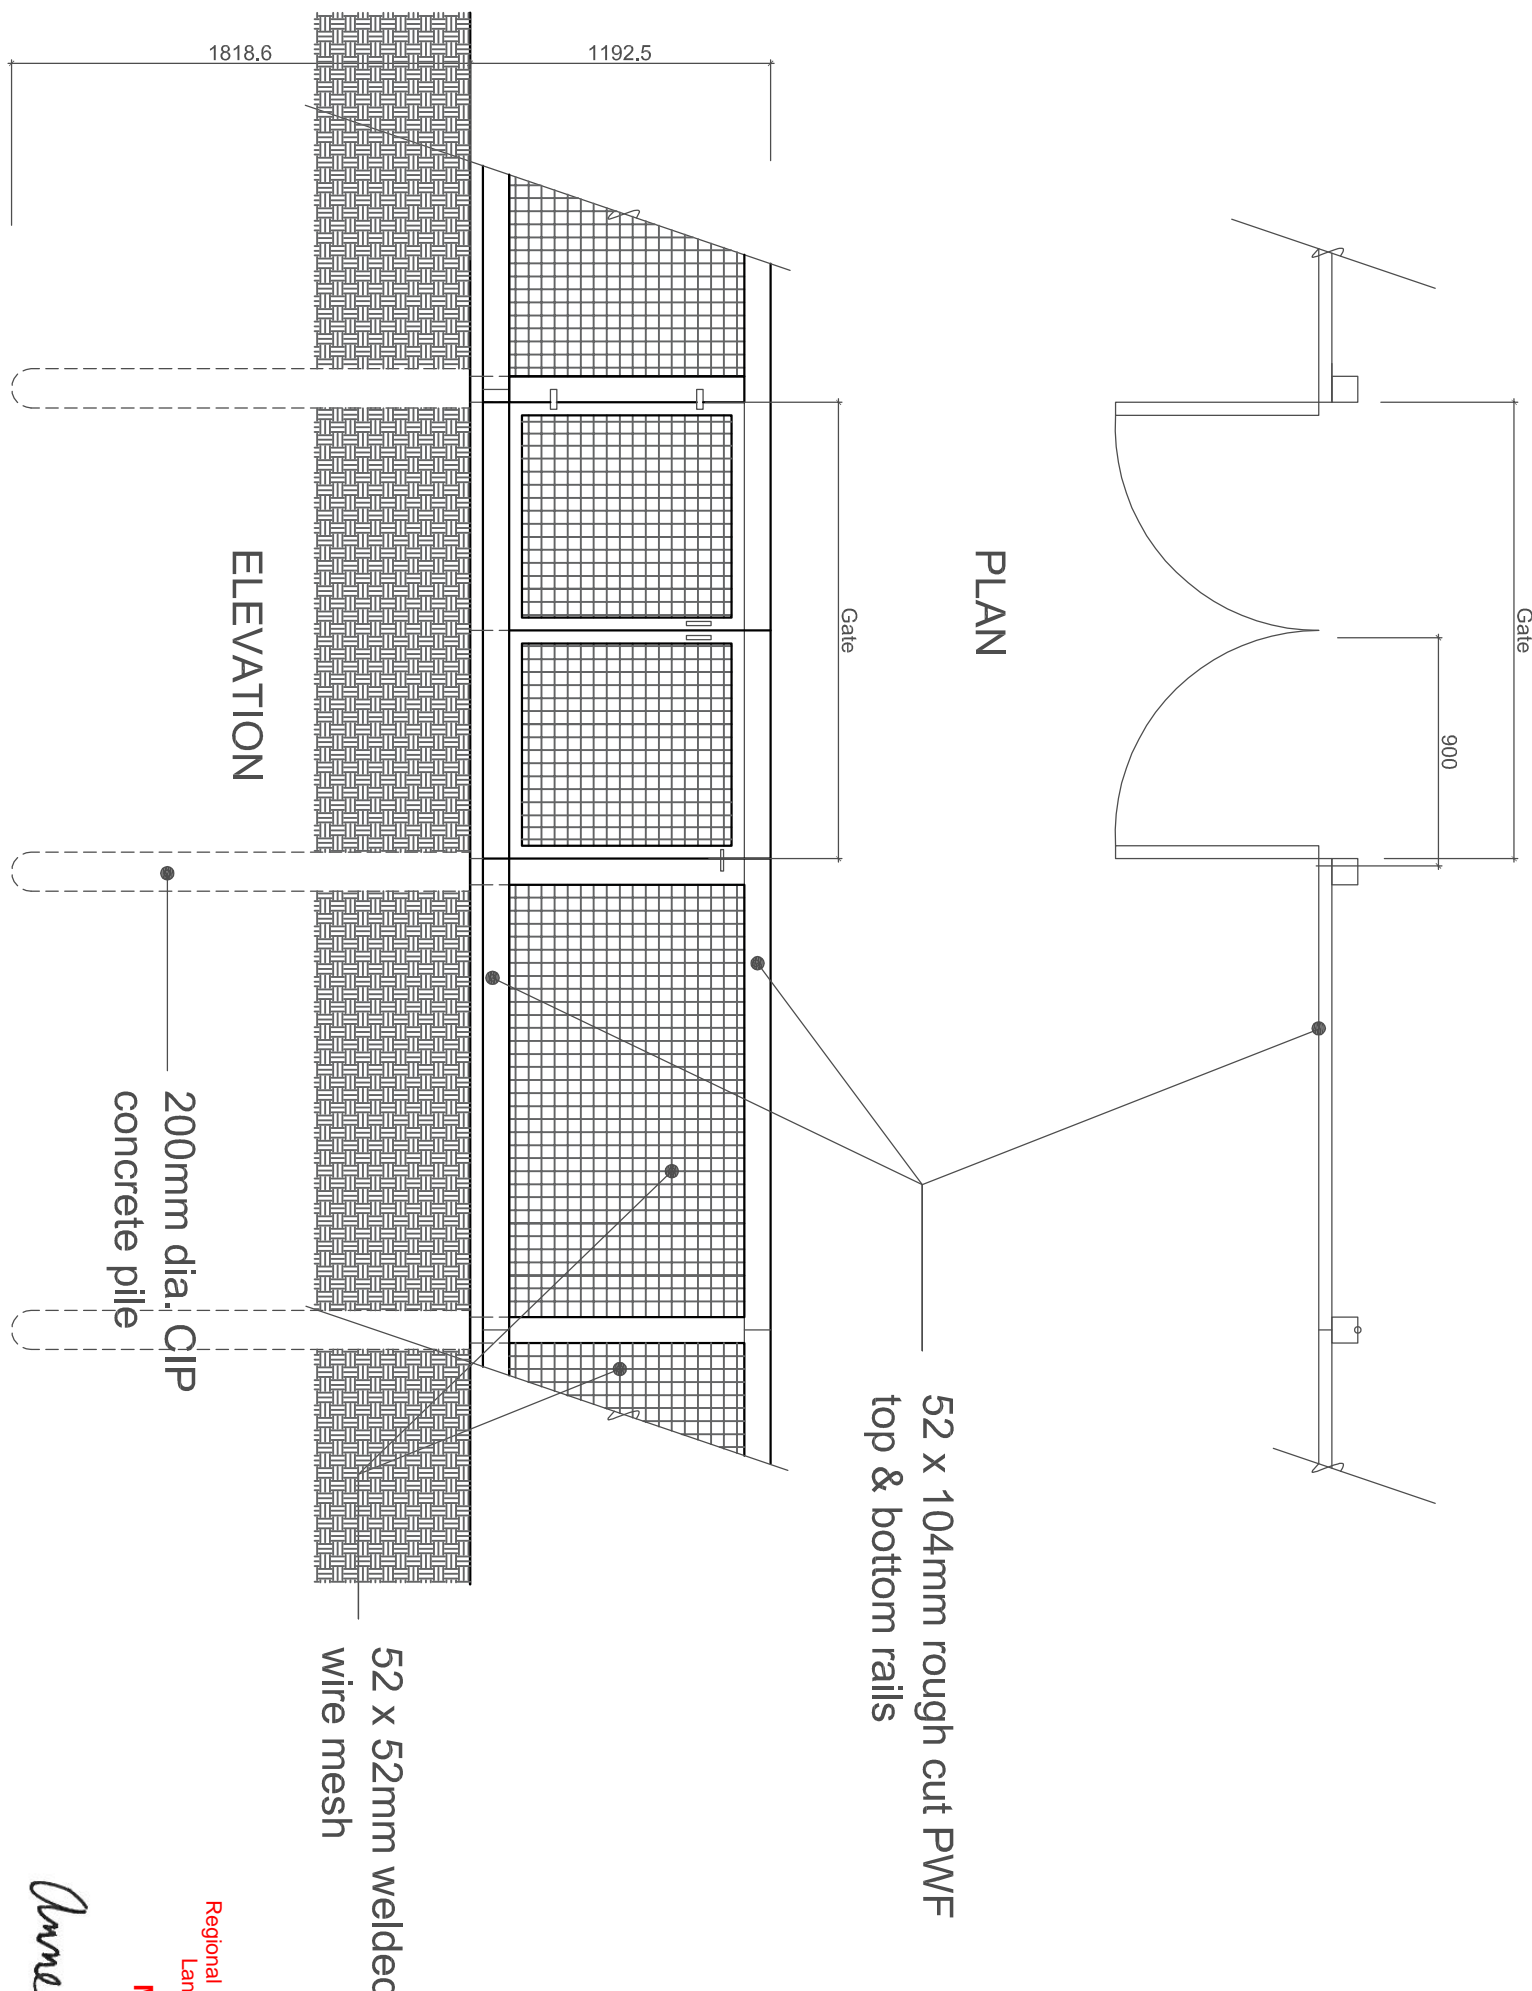 Gate
900
PLAN
52 x 104mm rough cut PWF
top & bottom rails
Gate
1192.5
1818.6
ELEVATION
52 x 52mm welded
wire mesh
200mm dia. CIP
concrete pile
Regional
Anne